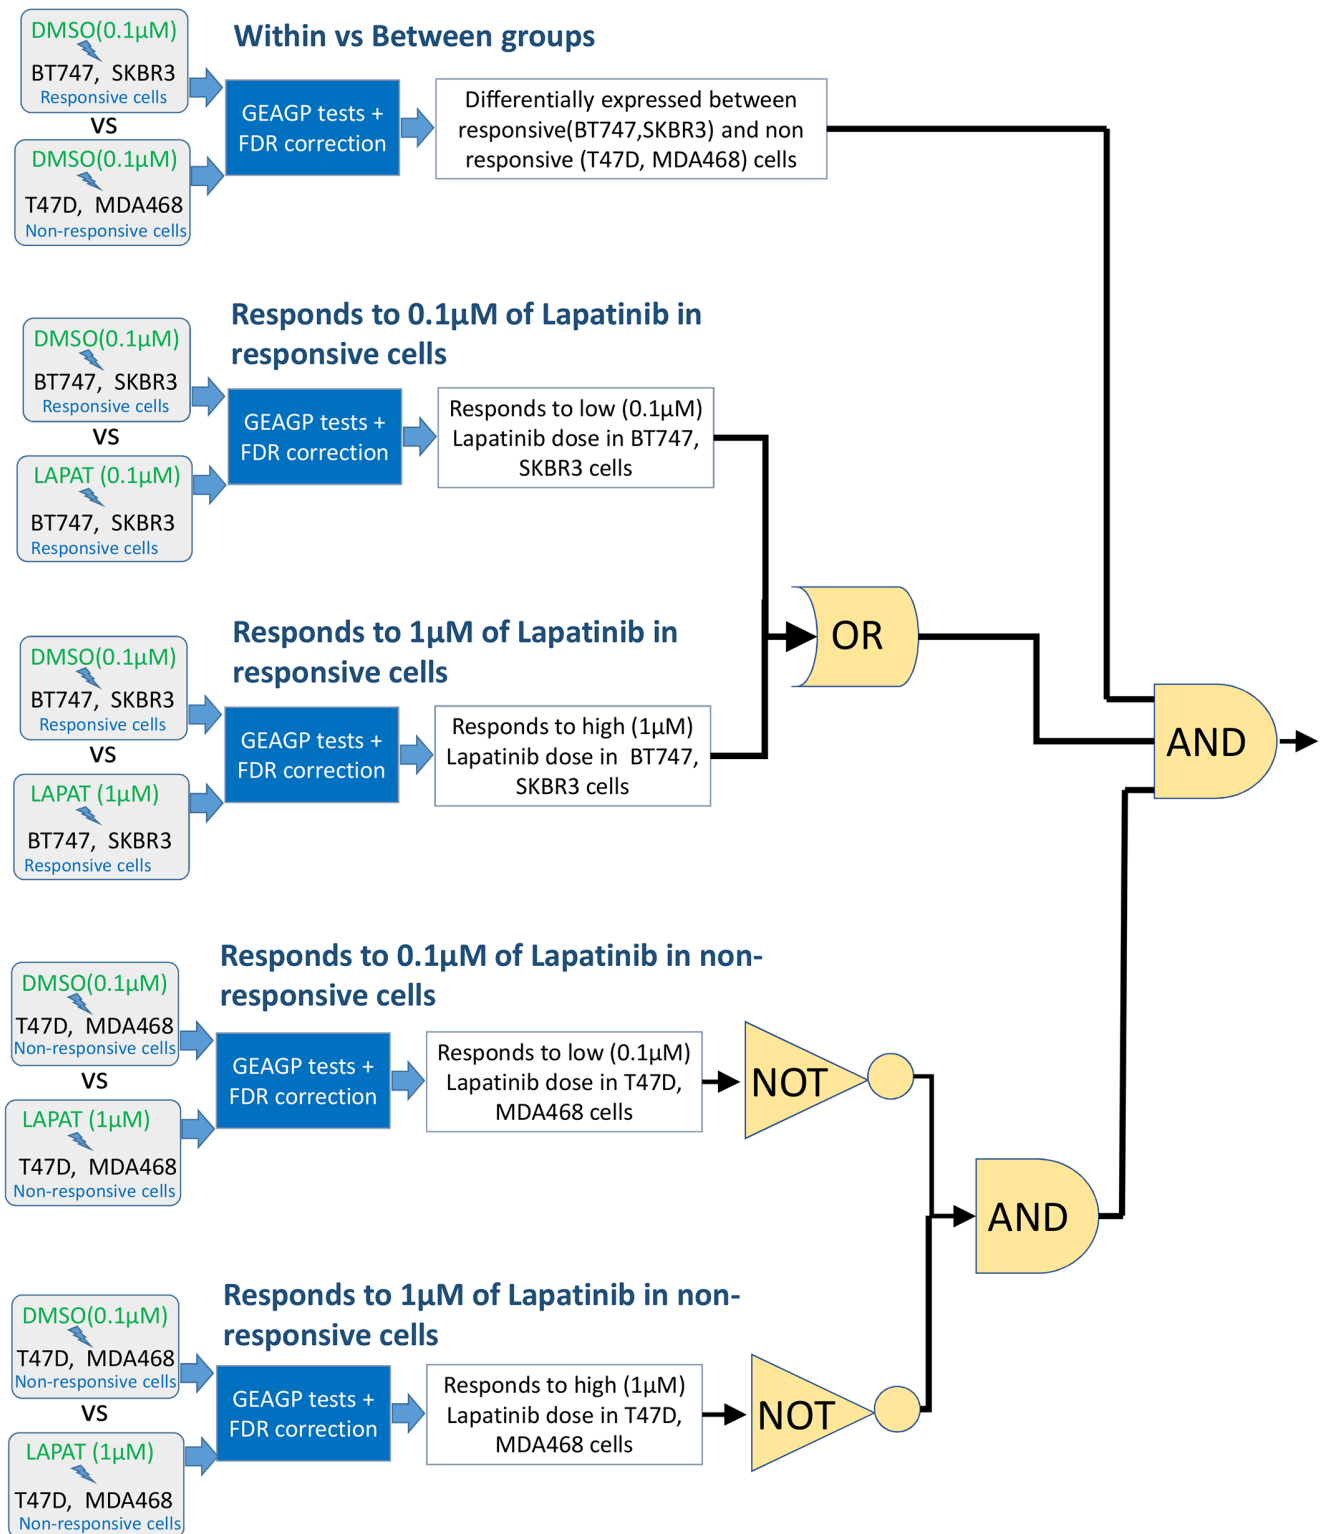 Within vs Between groups
DMSO(0.1µM)
BT747, SKBR3
Responsive cells
VS
DMSO(0.1µM)
T47D, MDA468
Non-responsive cells
GEAGP tests +
FDR correction
Differentially expressed between
responsive(BT747,SKBR3) and non
responsive (T47D, MDA468) cells
Responds to 0.1µM of Lapatinib in
responsive cells
DMSO(0.1µM)
BT747, SKBR3
Responsive cells
VS
LAPAT (0.1µM)
BT747, SKBR3
Responsive cells
GEAGP tests +
FDR correction
Responds to low (0.1µM)
Lapatinib dose in BT747,
SKBR3 cells
Responds to 1µM of Lapatinib in
responsive cells
DMSO(0.1µM)
BT747, SKBR3
Responsive cells
VS
LAPAT (1µM)
BT747, SKBR3
Responsive cells
GEAGP tests +
FDR correction
Responds to high (1µM)
Lapatinib dose in BT747,
SKBR3 cells
OR
AND
Responds to 0.1µM of Lapatinib in non-
responsive cells
DMSO(0.1µM)
T47D, MDA468
Non-responsive cells
VS
LAPAT (1µM)
T47D, MDA468
Non-responsive cells
GEAGP tests +
FDR correction
Responds to low (0.1µM)
Lapatinib dose in T47D,
MDA468 cells
NOT
AND
Responds to 1µM of Lapatinib in non-
responsive cells
DMSO(0.1µM)
T47D, MDA468
Non-responsive cells
VS
LAPAT (1µM)
T47D, MDA468
Non-responsive cells
GEAGP tests +
FDR correction
Responds to high (1µM)
Lapatinib dose in T47D,
MDA468 cells
NOT